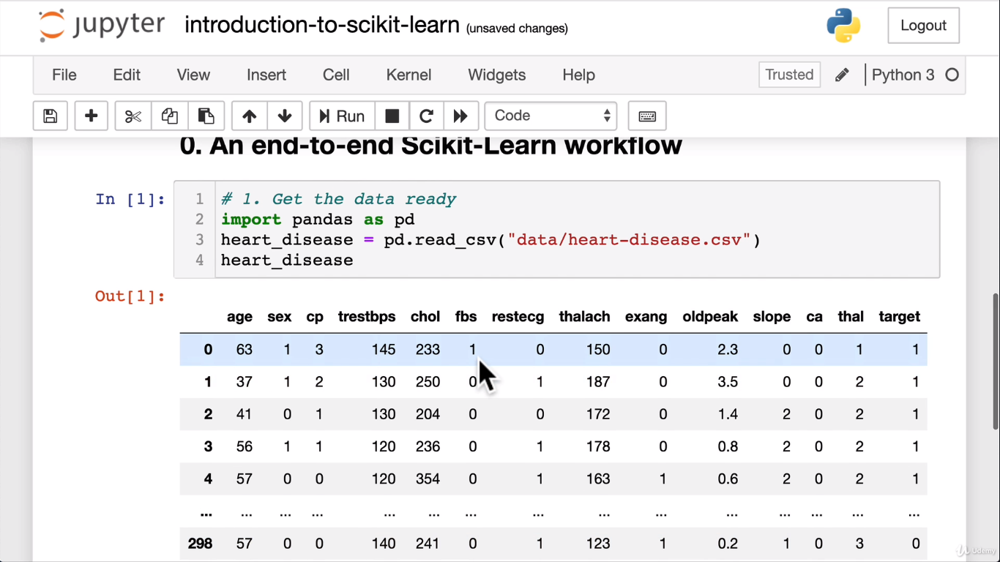 jupyter introduction-to-scikit-learn (unsaved changes) Logout
File Edit View Insert Cell Kernel Widgets Help Trusted Python 3
Run Code
0. An end-to-end Scikit-Learn workflow
In [1]: 1 # 1. Get the data ready
2 import pandas as pd
3 heart_disease = pd.read_csv("data/heart-disease.csv")
4 heart_disease
Out[1]:
age sex cp trestbps chol fbs restecg thalach exang oldpeak slope ca thal target
0 63 1 3 145 233 1 0 150 0 2.3 0 0 1 1
1 37 1 2 130 250 0 1 187 0 3.5 0 0 2 1
2 41 0 1 130 204 0 0 172 0 1.4 2 0 2 1
3 56 1 1 120 236 0 1 178 0 0.8 2 0 2 1
4 57 0 0 120 354 0 1 163 1 0.6 2 0 2 1
... ... ... ... ... ... ... ... ... ... ... ... ... ... ...
298 57 0 0 140 241 0 1 123 1 0.2 1 0 3 0
Udemy